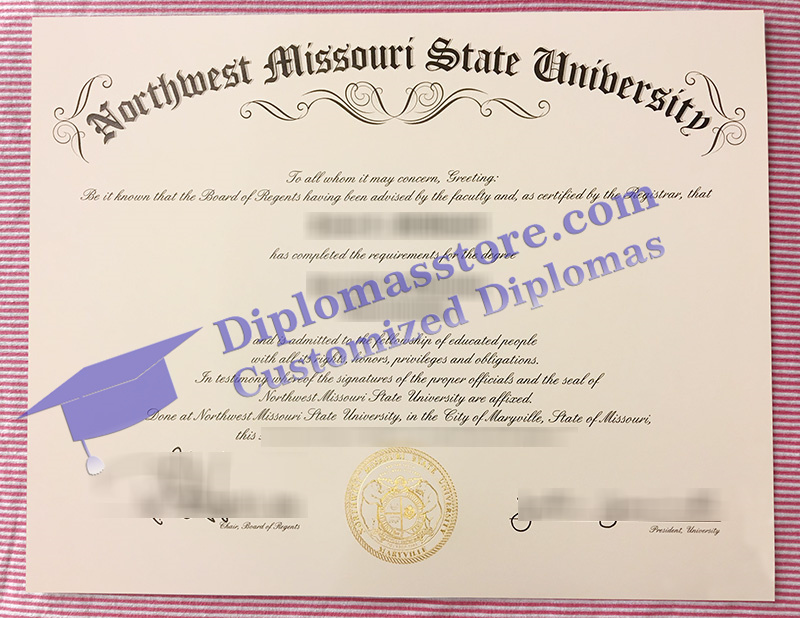 Northwest Missouri State University
To all whom it may concern, Greeting:
Be it known that the Board of Regents having been advised by the faculty and, as certified by the Registrar, that
has completed the requirements for the degree
Diplomasstore.com
Customized Diplomas
and is admitted to the fellowship of educated people
with all its rights, honors, privileges and obligations.
In testimony whereof the signatures of the proper officials and the seal of
Northwest Missouri State University are affixed.
Done at Northwest Missouri State University, in the City of Maryville, State of Missouri,
this
Chair, Board of Regents
MARYVILLE
President, University